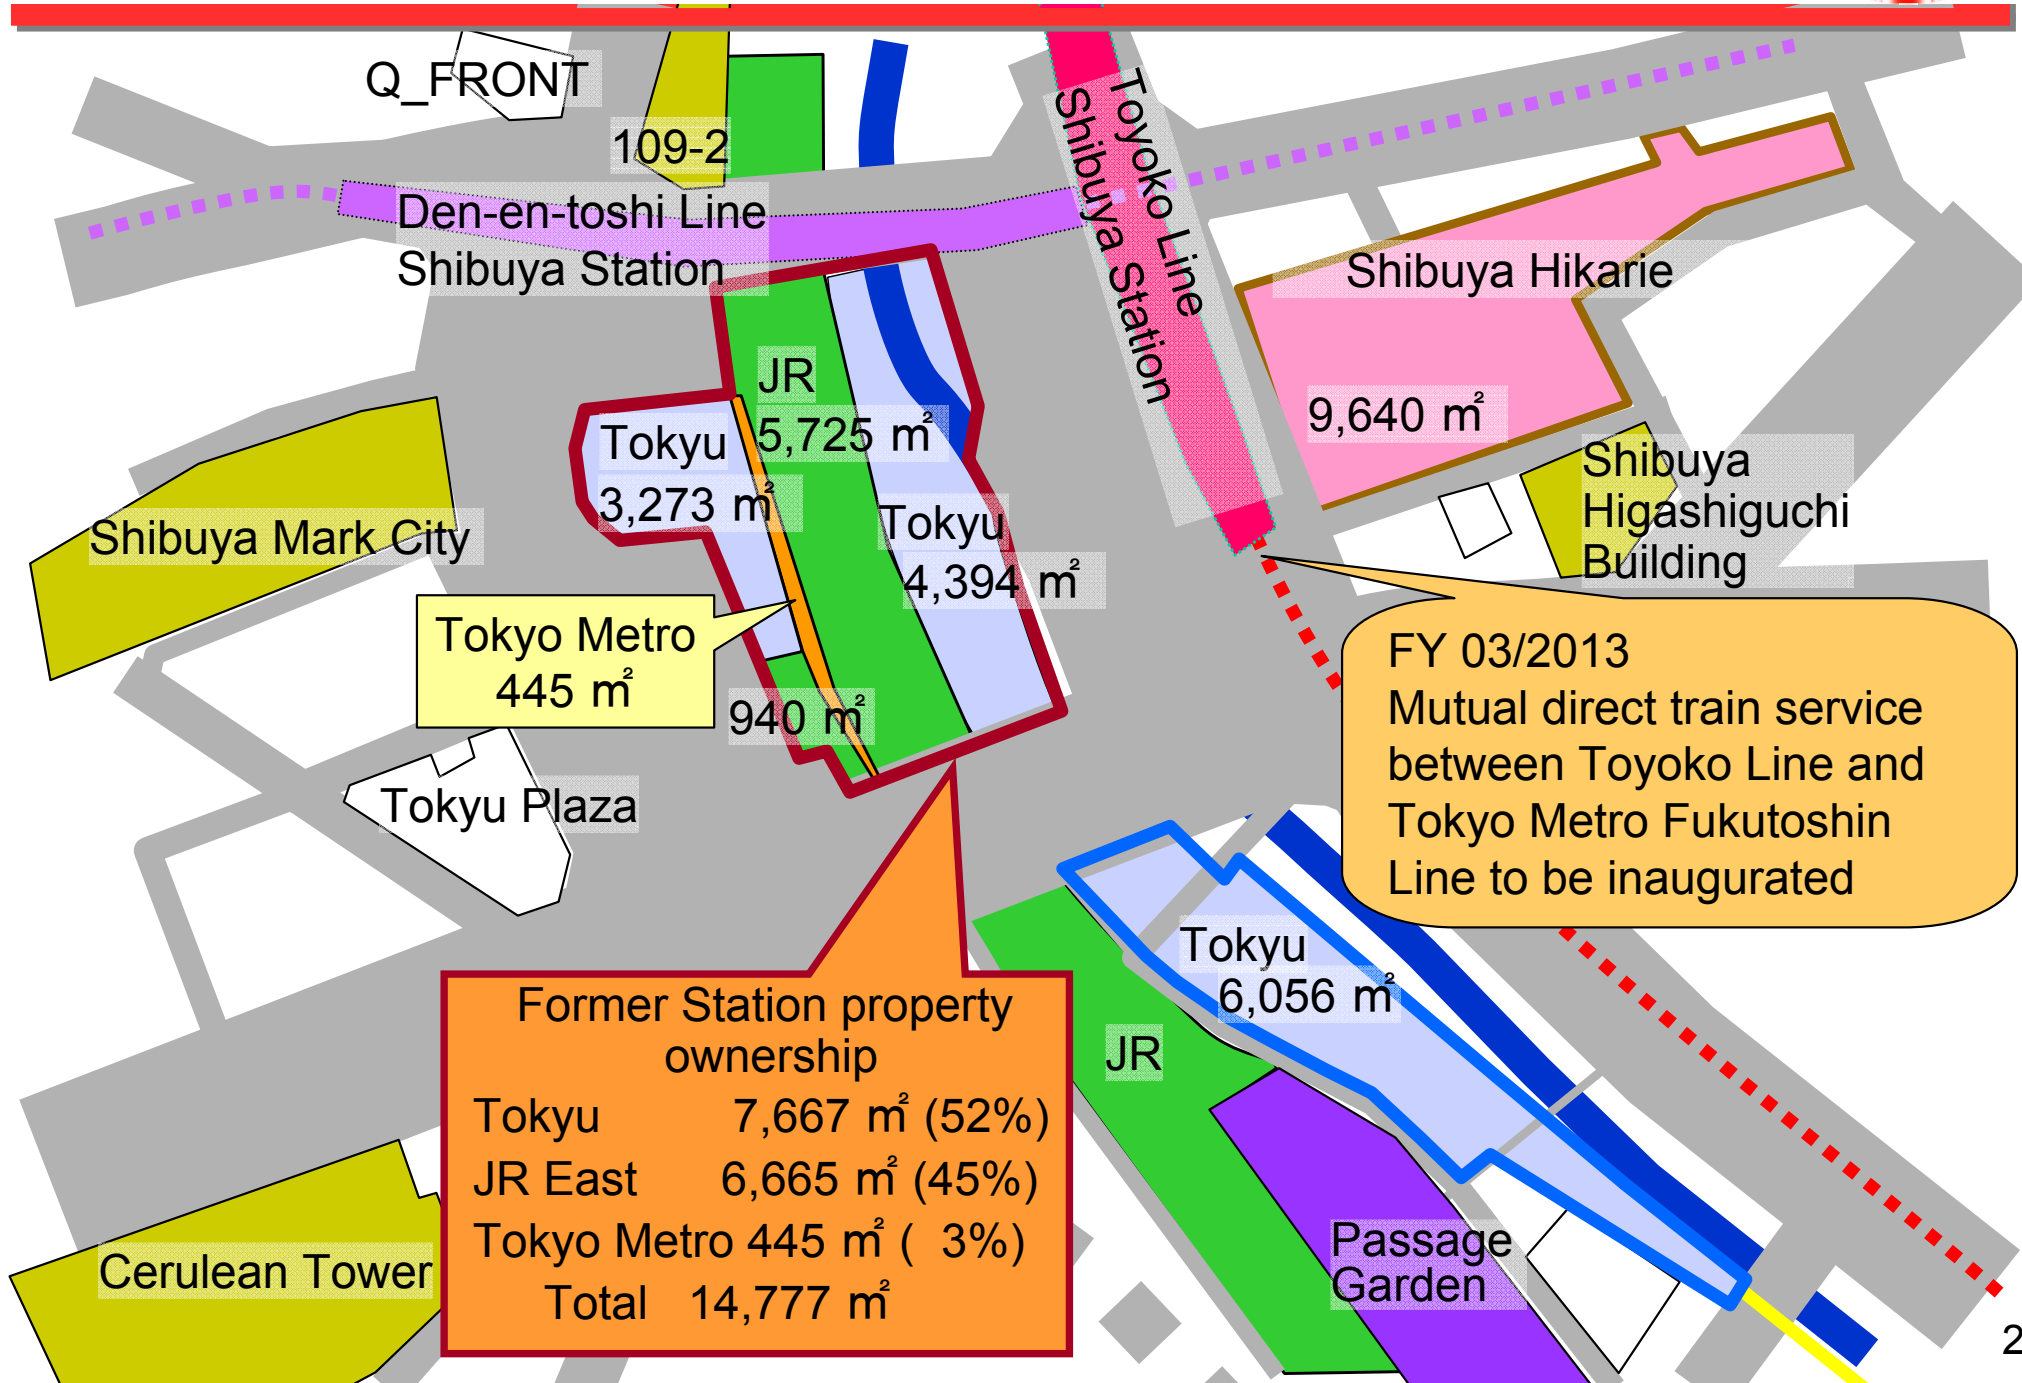 Q_FRONT
109-2
Den-en-toshi Line
Shibuya Station
Toyoko Line
Shibuya Station
Shibuya Hikarie
9,640 ㎡
JR
5,725 ㎡
Tokyu
3,273 ㎡
Tokyu
4,394 ㎡
Shibuya
Higashiguchi
Building
Shibuya Mark City
Tokyo Metro
445 ㎡
940 ㎡
FY 03/2013
Mutual direct train service
between Toyoko Line and
Tokyo Metro Fukutoshin
Line to be inaugurated
Tokyu Plaza
Tokyu
6,056 ㎡
JR
Former Station property
ownership
Tokyu 7,667 ㎡ (52%)
JR East 6,665 ㎡ (45%)
Tokyo Metro 445 ㎡ ( 3%)
Total 14,777 ㎡
Passage
Garden
Cerulean Tower
2